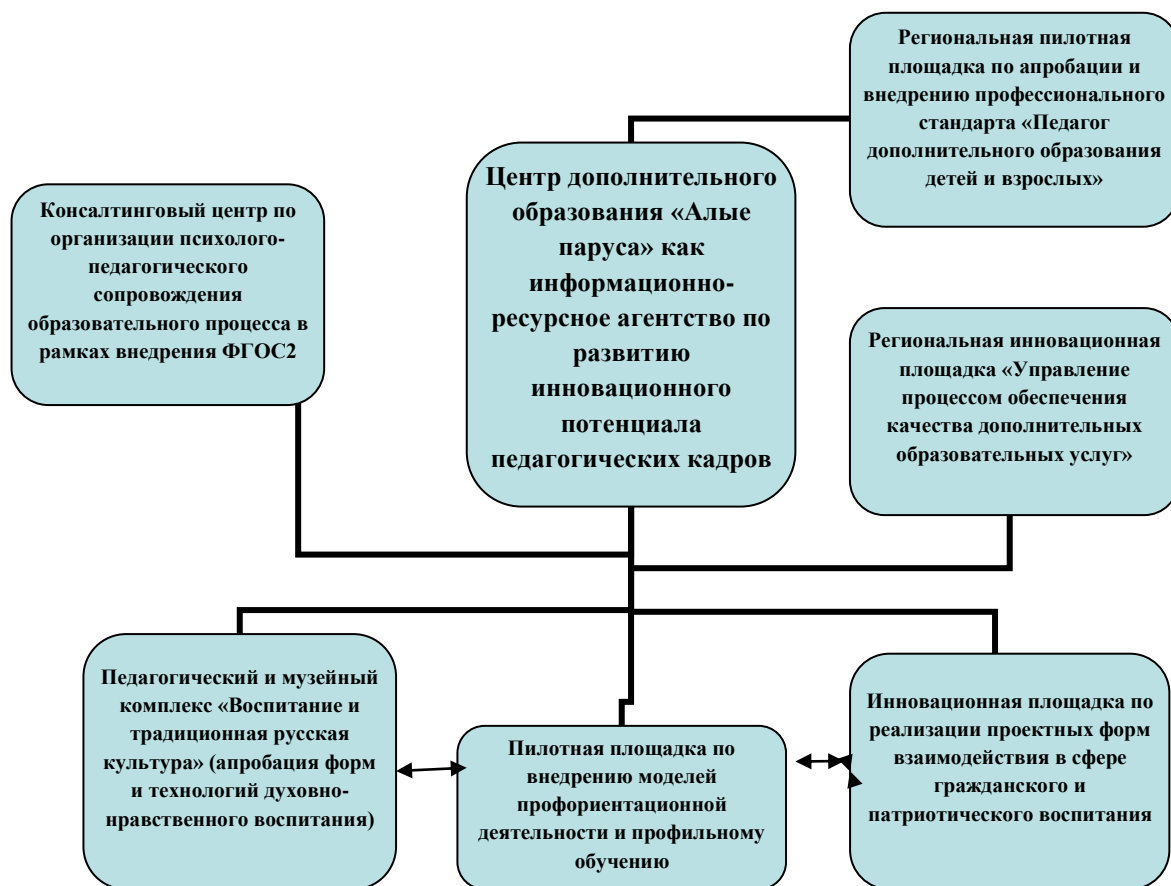 Региональная пилотная
площадка по апробации и
внедрению профессионального
стандарта «Педагог
дополнительного образования
детей и взрослых»
Центр дополнительного
образования «Алые
паруса» как
информационно-
ресурсное агентство по
развитию
инновационного
потенциала
педагогических кадров
Консалтинговый центр по
организации психолого-
педагогического
сопровождения
образовательного процесса в
рамках внедрения ФГОС2
Региональная инновационная
площадка «Управление
процессом обеспечения
качества дополнительных
образовательных услуг»
Педагогический и музейный
комплекс «Воспитание и
традиционная русская
культура» (апробация форм
и технологий духовно-
нравственного воспитания)
Пилотная площадка по
внедрению моделей
профориентационной
деятельности и профильному
обучению
Инновационная площадка по
реализации проектных форм
взаимодействия в сфере
гражданского и
патриотического воспитания